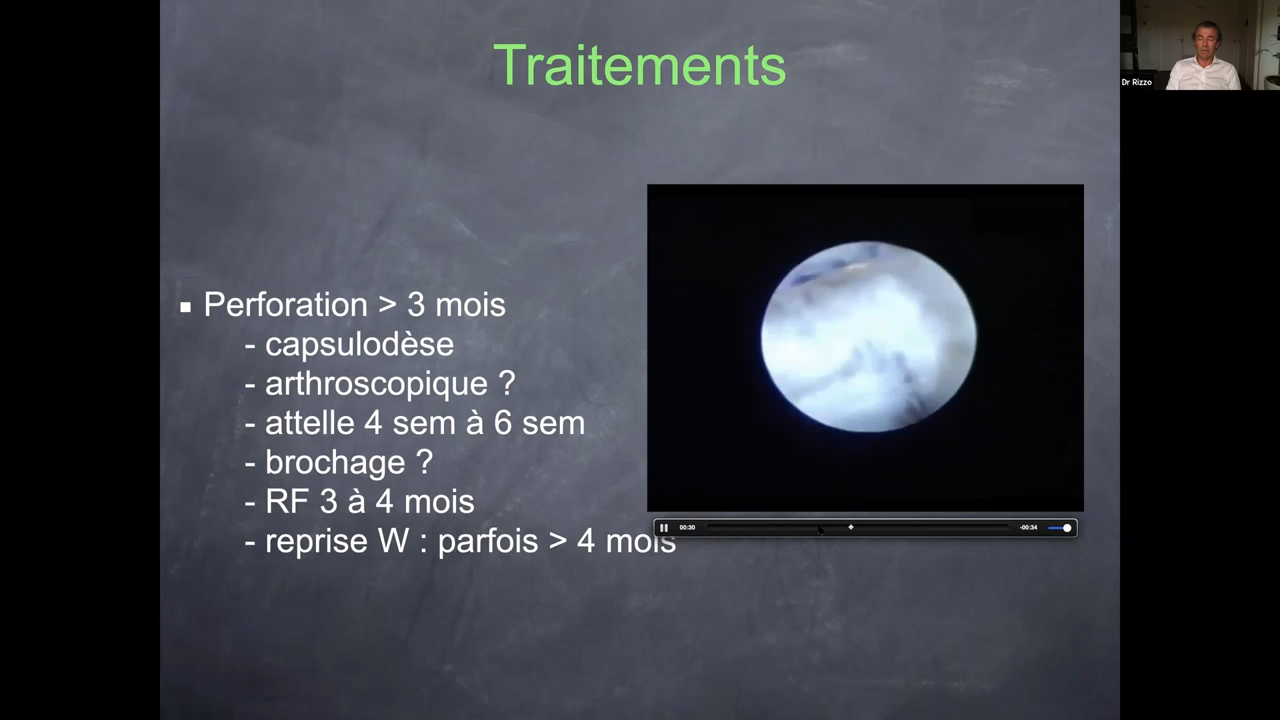 Traitements
Dr Rizzo
▪ Perforation > 3 mois
- capsulodèse
- arthroscopique ?
- attelle 4 sem à 6 sem
- brochage ?
- RF 3 à 4 mois
- reprise W : parfois > 4 mois
00:30
-00:34